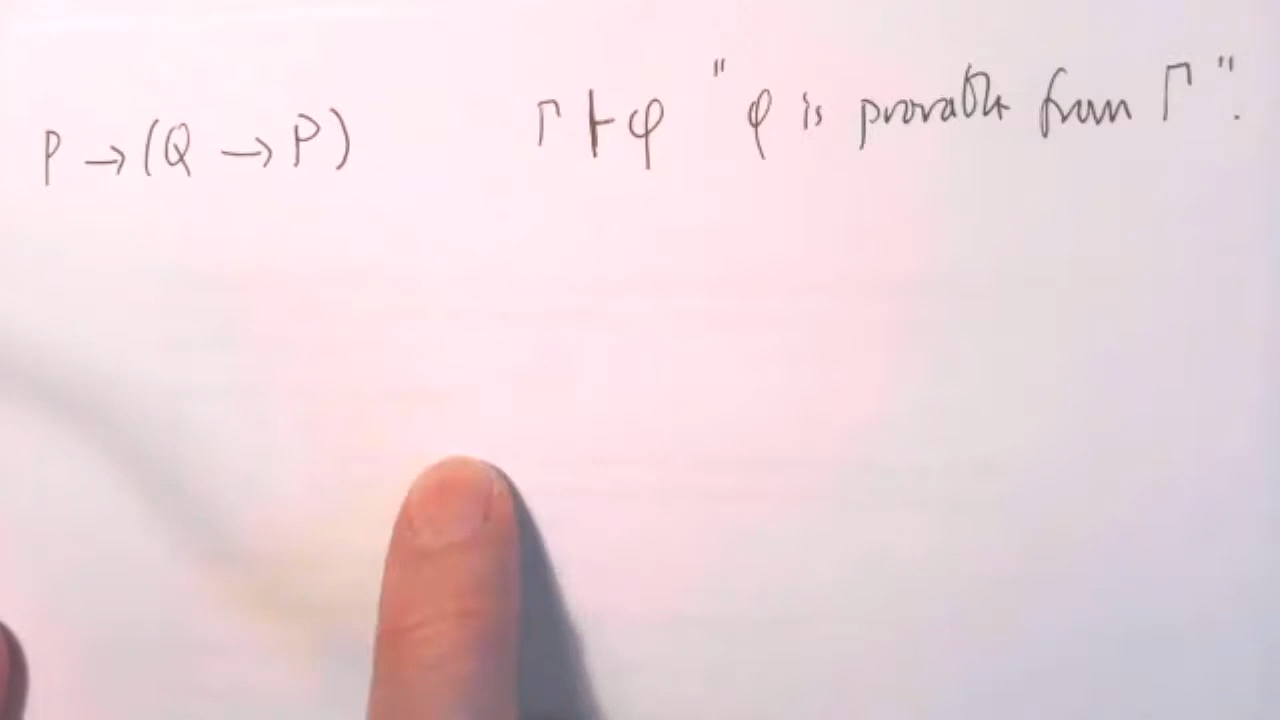 P → (Q → P)
Γ ⊢ φ "φ is provable from Γ".